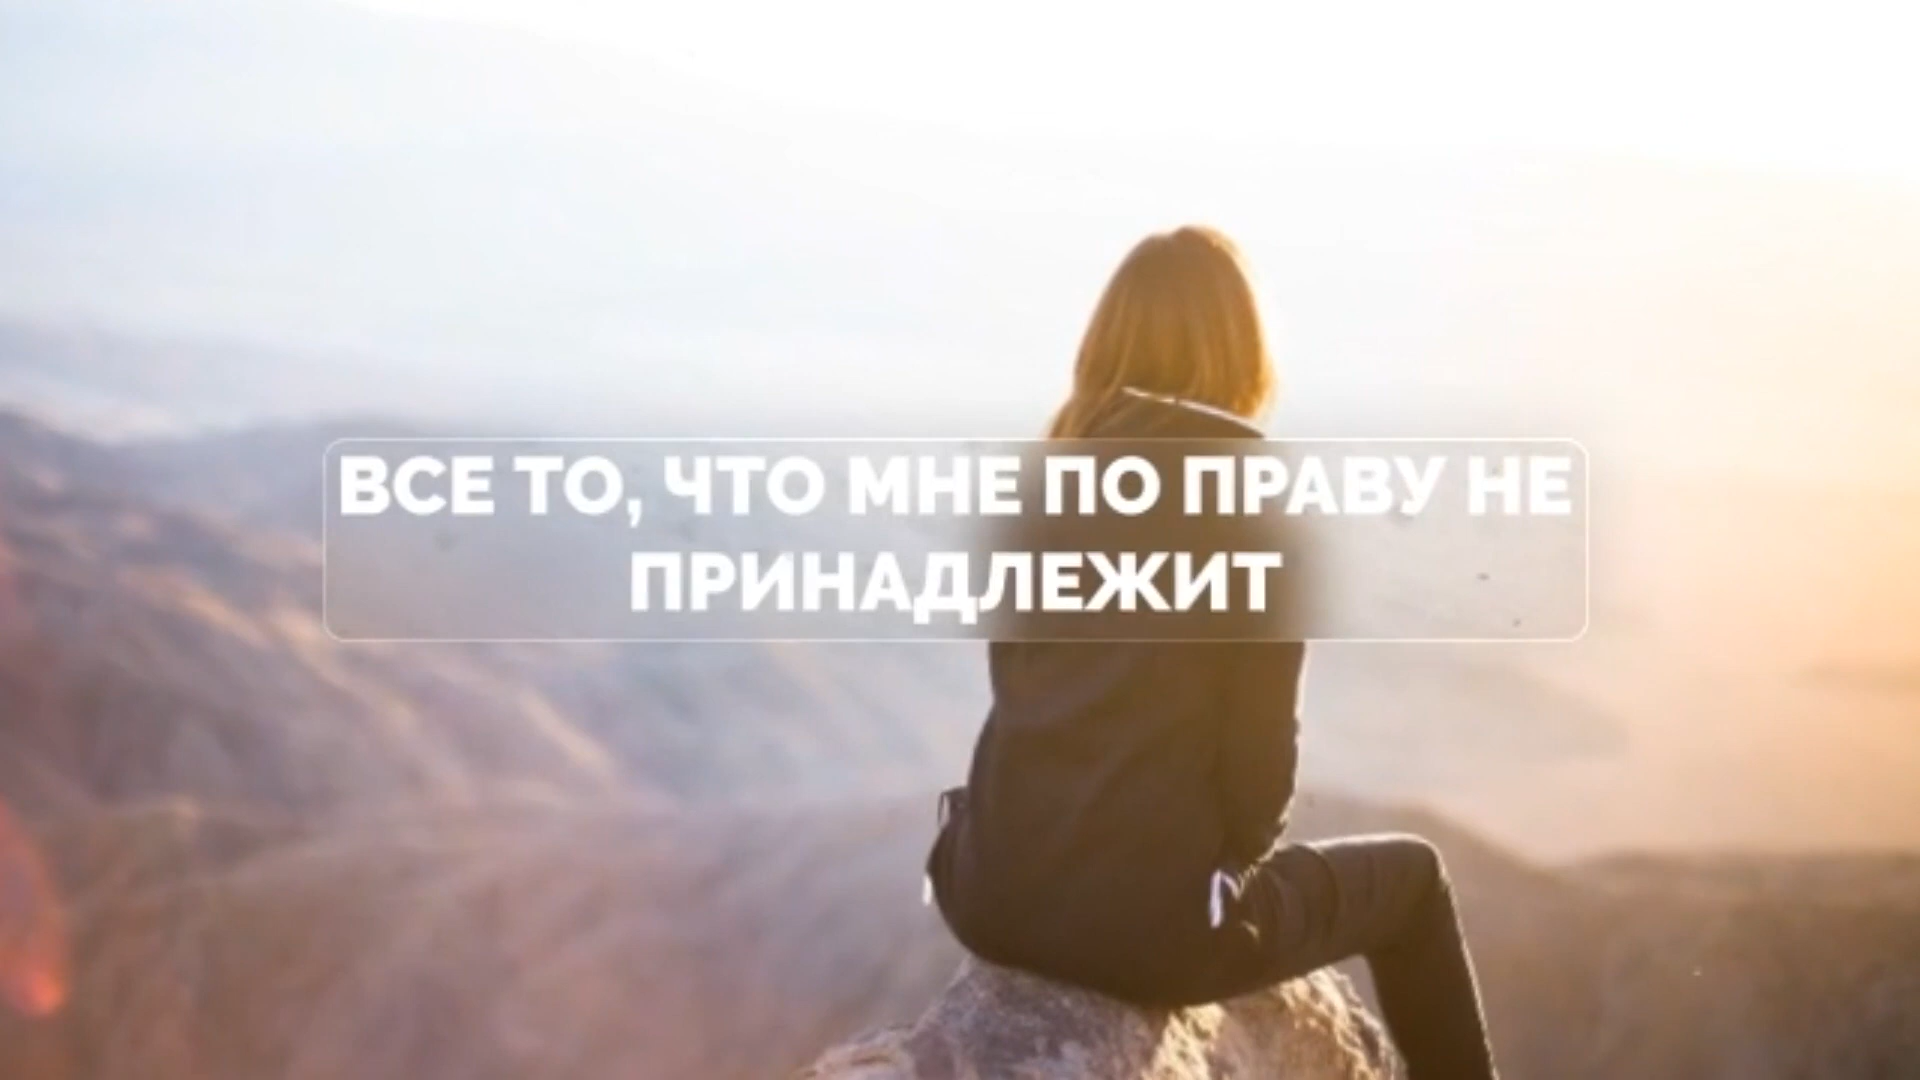 ВСЕ ТО, ЧТО МНЕ ПО ПРАВУ НЕ
ПРИНАДЛЕЖИТ